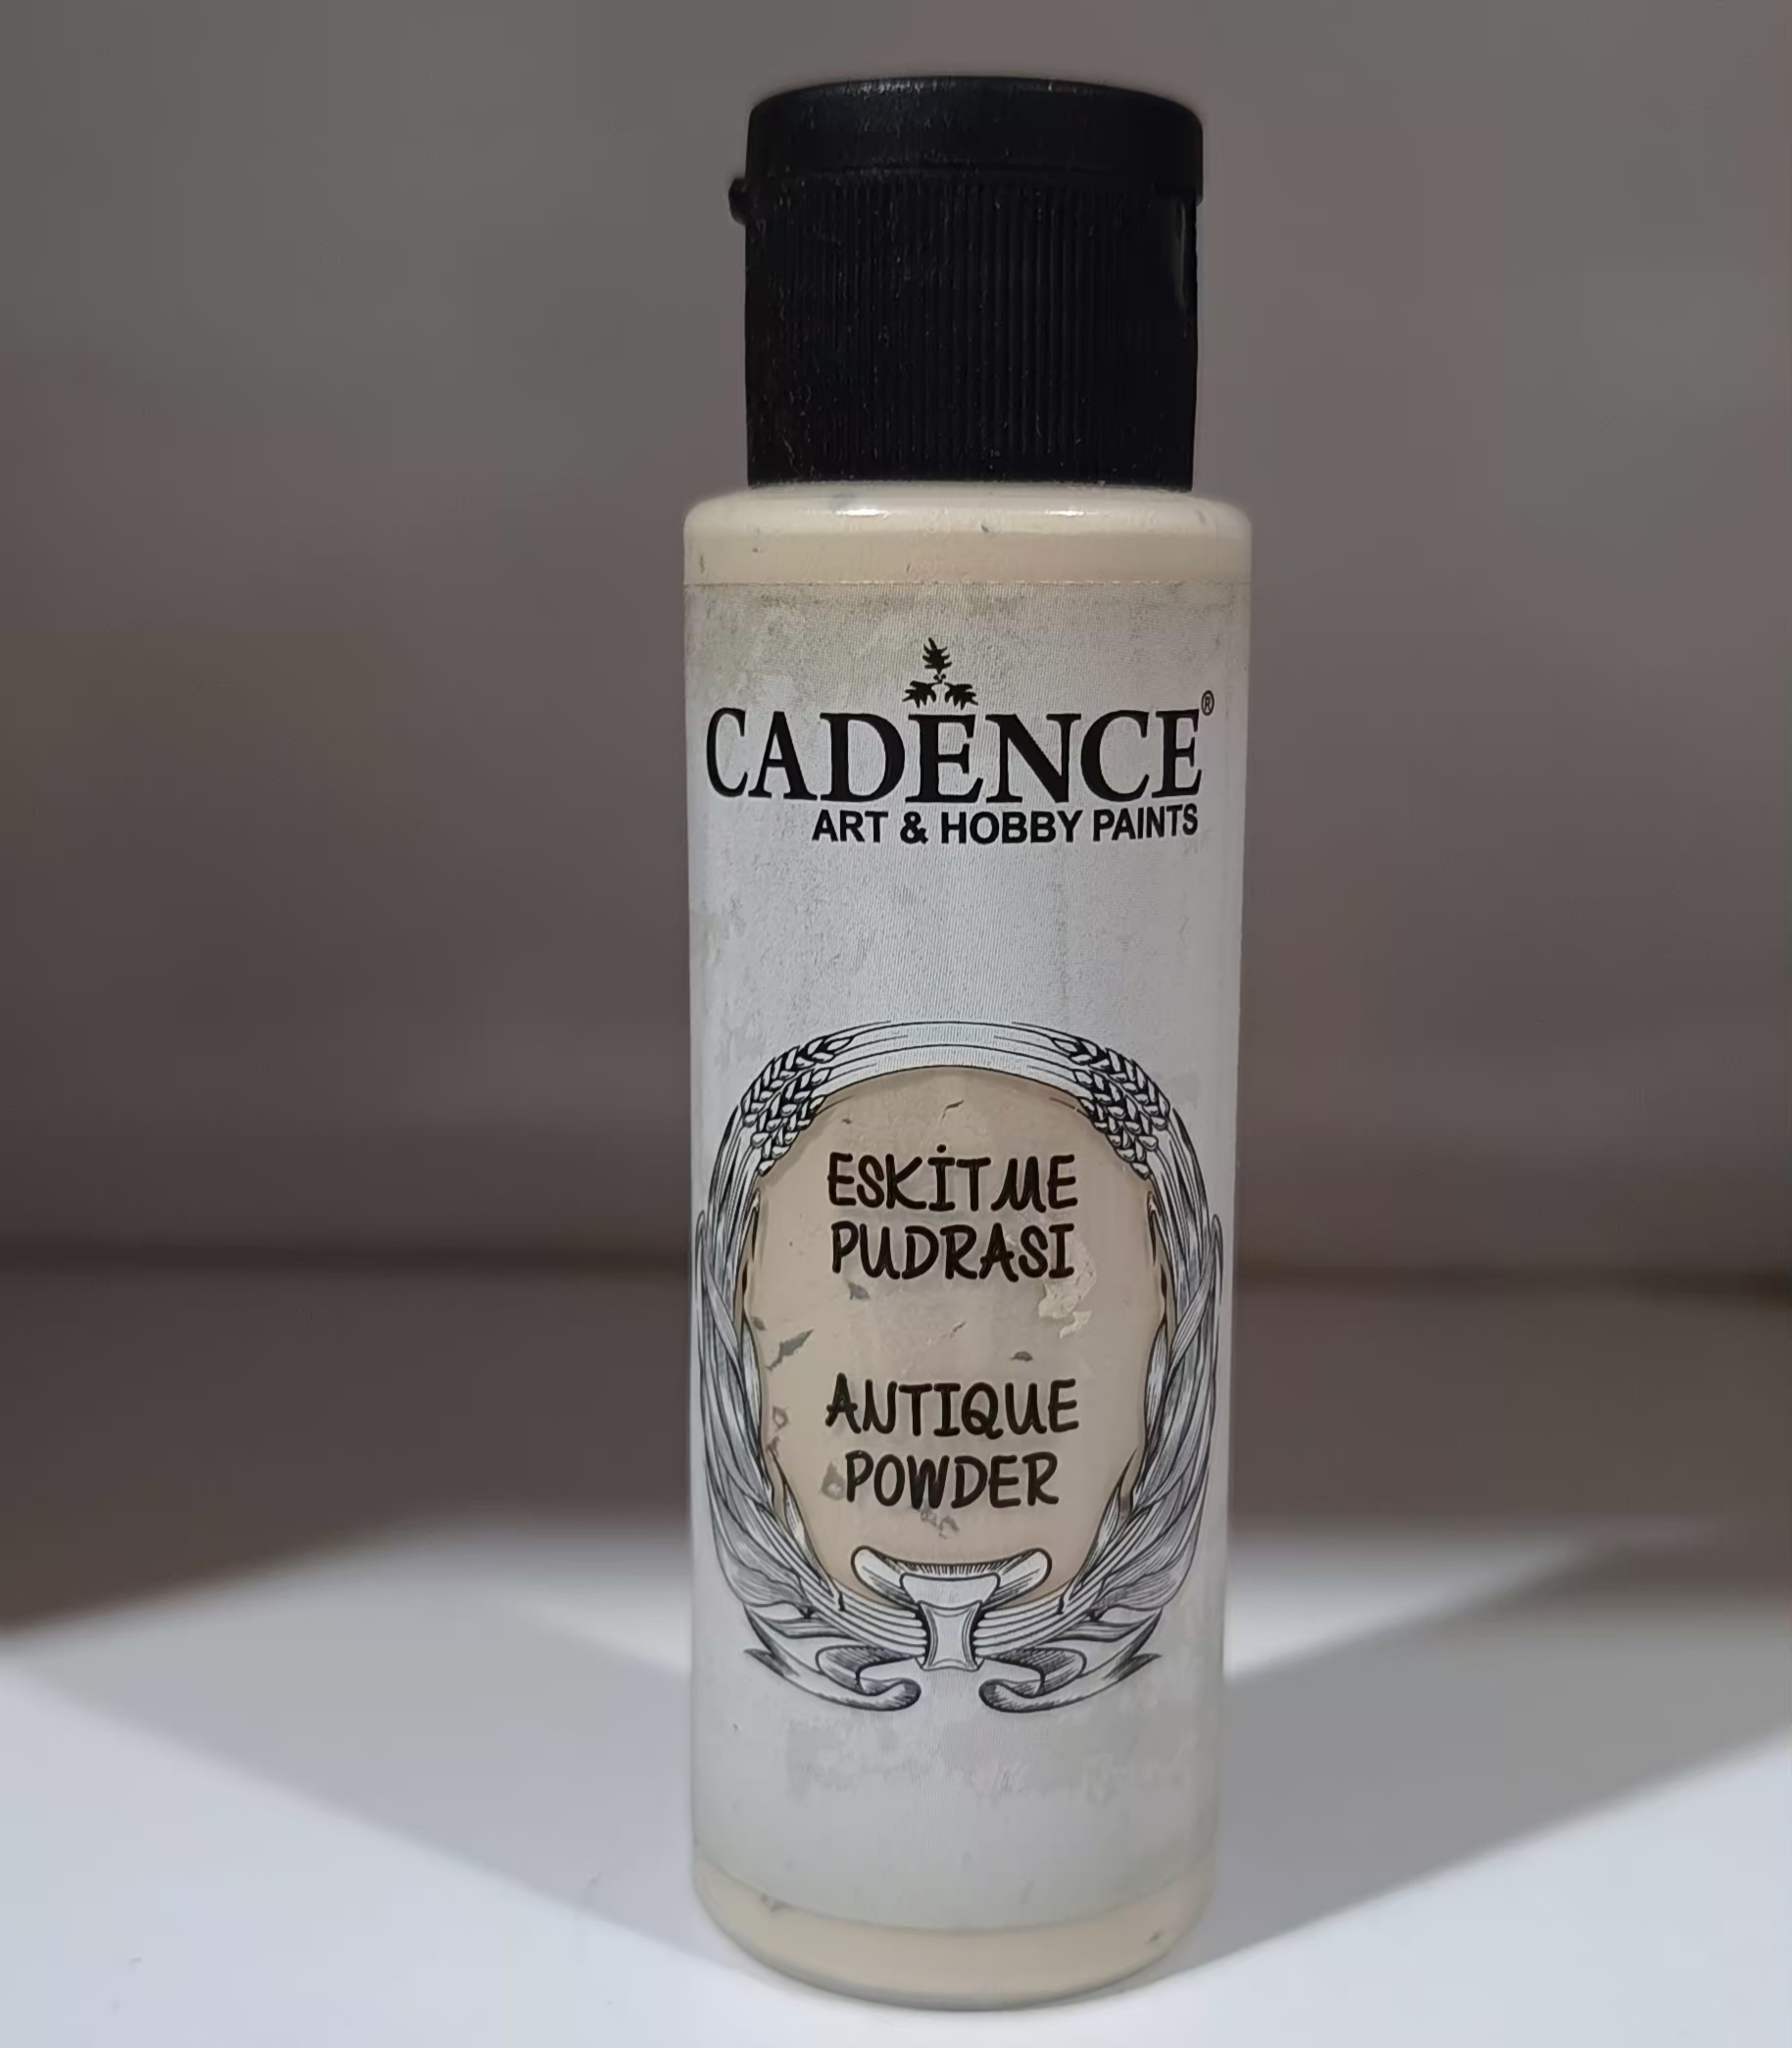 CADENCE®
ART & HOBBY PAINTS
ESKİTME
PUDRASI
ANTIQUE
POWDER